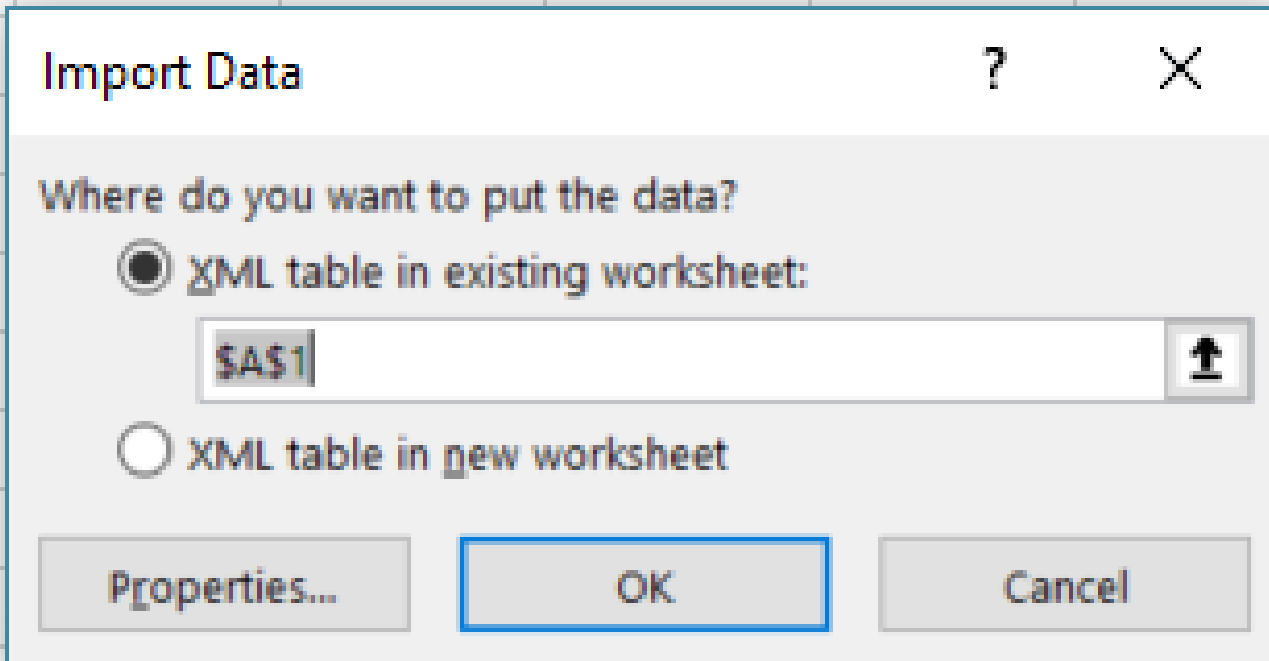 Import Data ?
Where do you want to put the data?
XML table in existing worksheet:
$A$1
XML table in new worksheet
Properties... OK Cancel